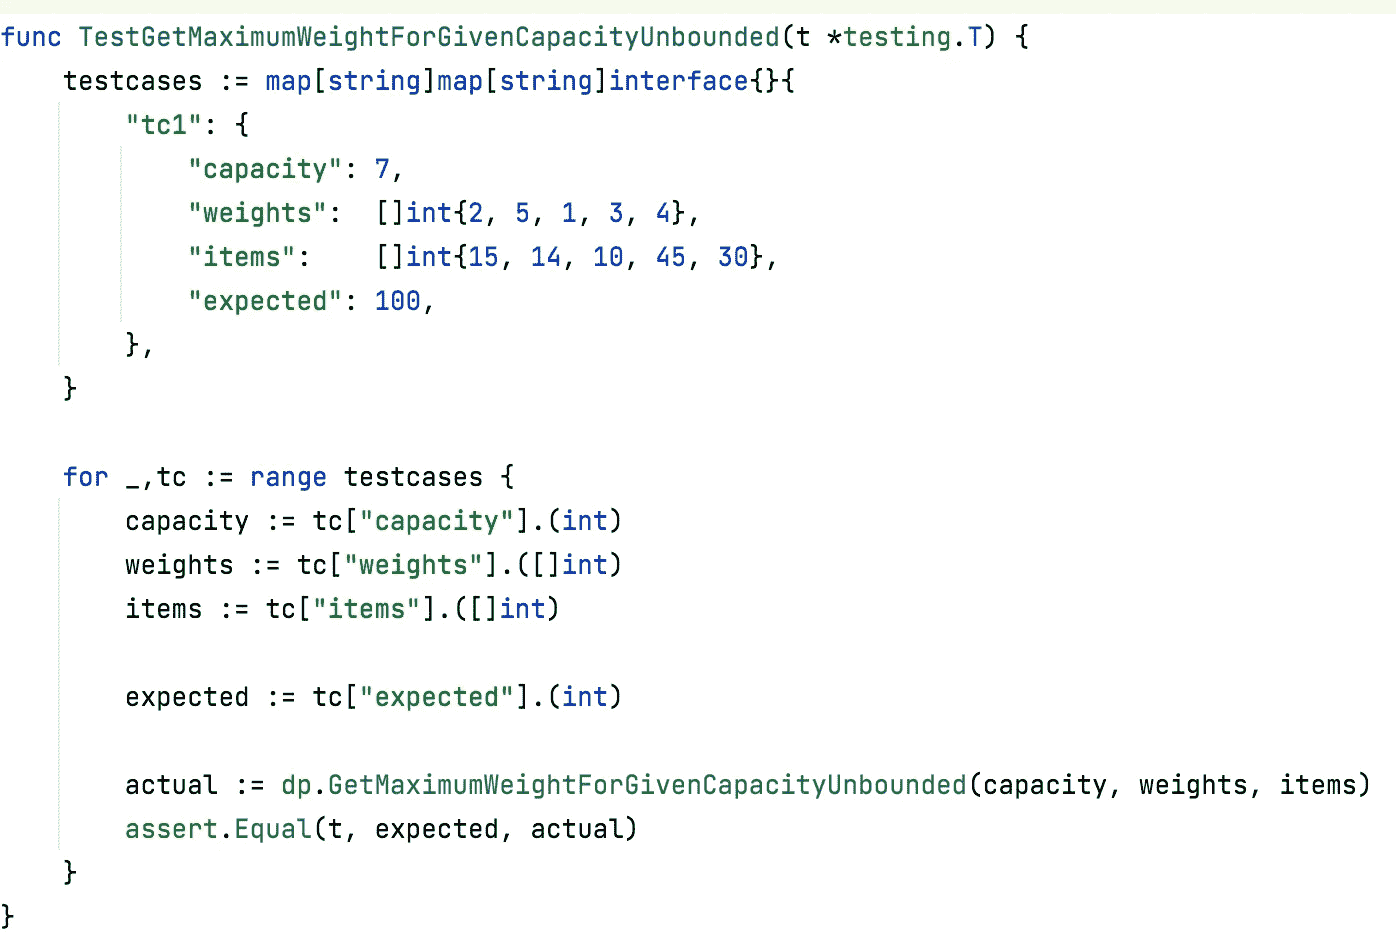 func TestGetMaximumWeightForGivenCapacityUnbounded(t *testing.T) {
    testcases := map[string]map[string]interface{}{
        "tc1": {
            "capacity": 7,
            "weights":  []int{2, 5, 1, 3, 4},
            "items":    []int{15, 14, 10, 45, 30},
            "expected": 100,
        },
    }

    for _,tc := range testcases {
        capacity := tc["capacity"].(int)
        weights := tc["weights"].([]int)
        items := tc["items"].([]int)

        expected := tc["expected"].(int)

        actual := dp.GetMaximumWeightForGivenCapacityUnbounded(capacity, weights, items)
        assert.Equal(t, expected, actual)
    }
}